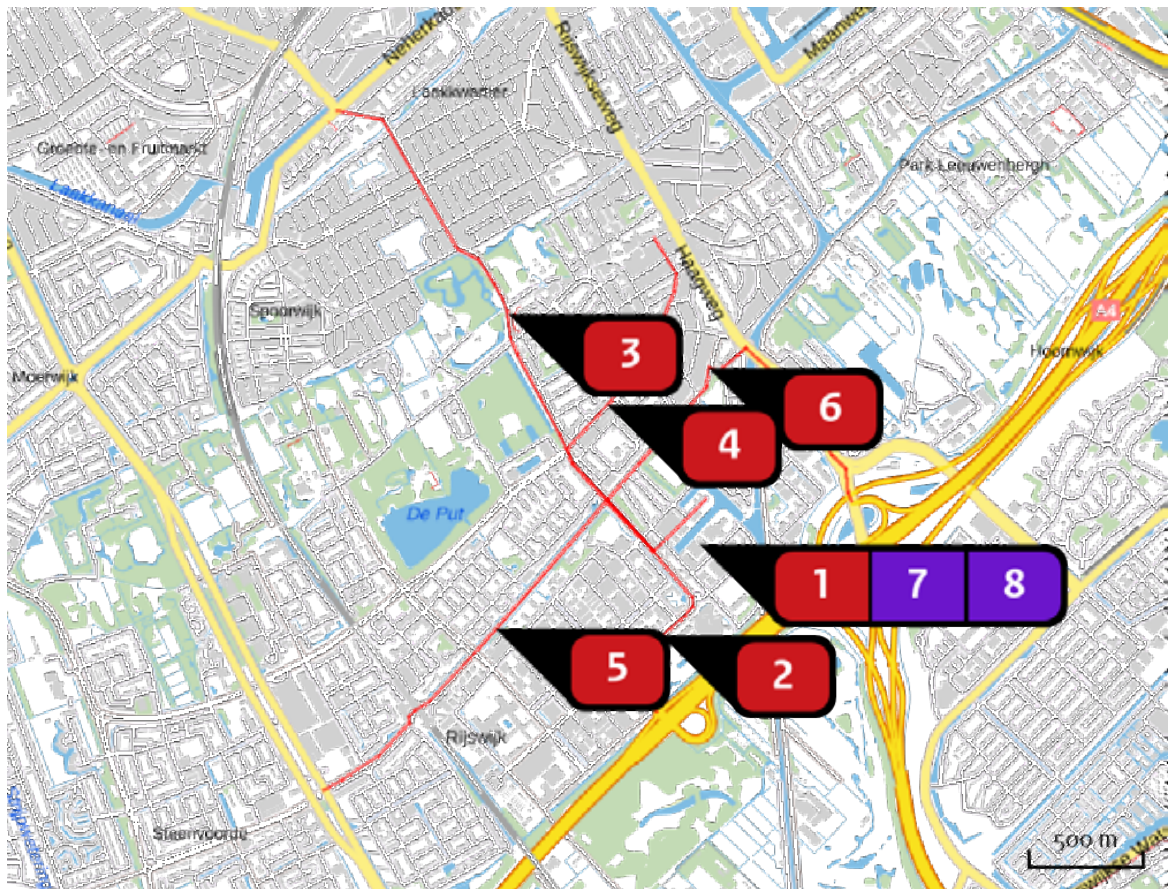 Rijswijkseweg
Maanweg
Laakkwartier
Groente- en Fruitmarkt
Park Leeuwenbergh
Laakkanaal
Haagweg
Spoorwijk
A4
Hoornwijk
Moerwijk
3
6
4
De Put
1 7 8
5
2
Rijswijk
Steenvoorde
500 m